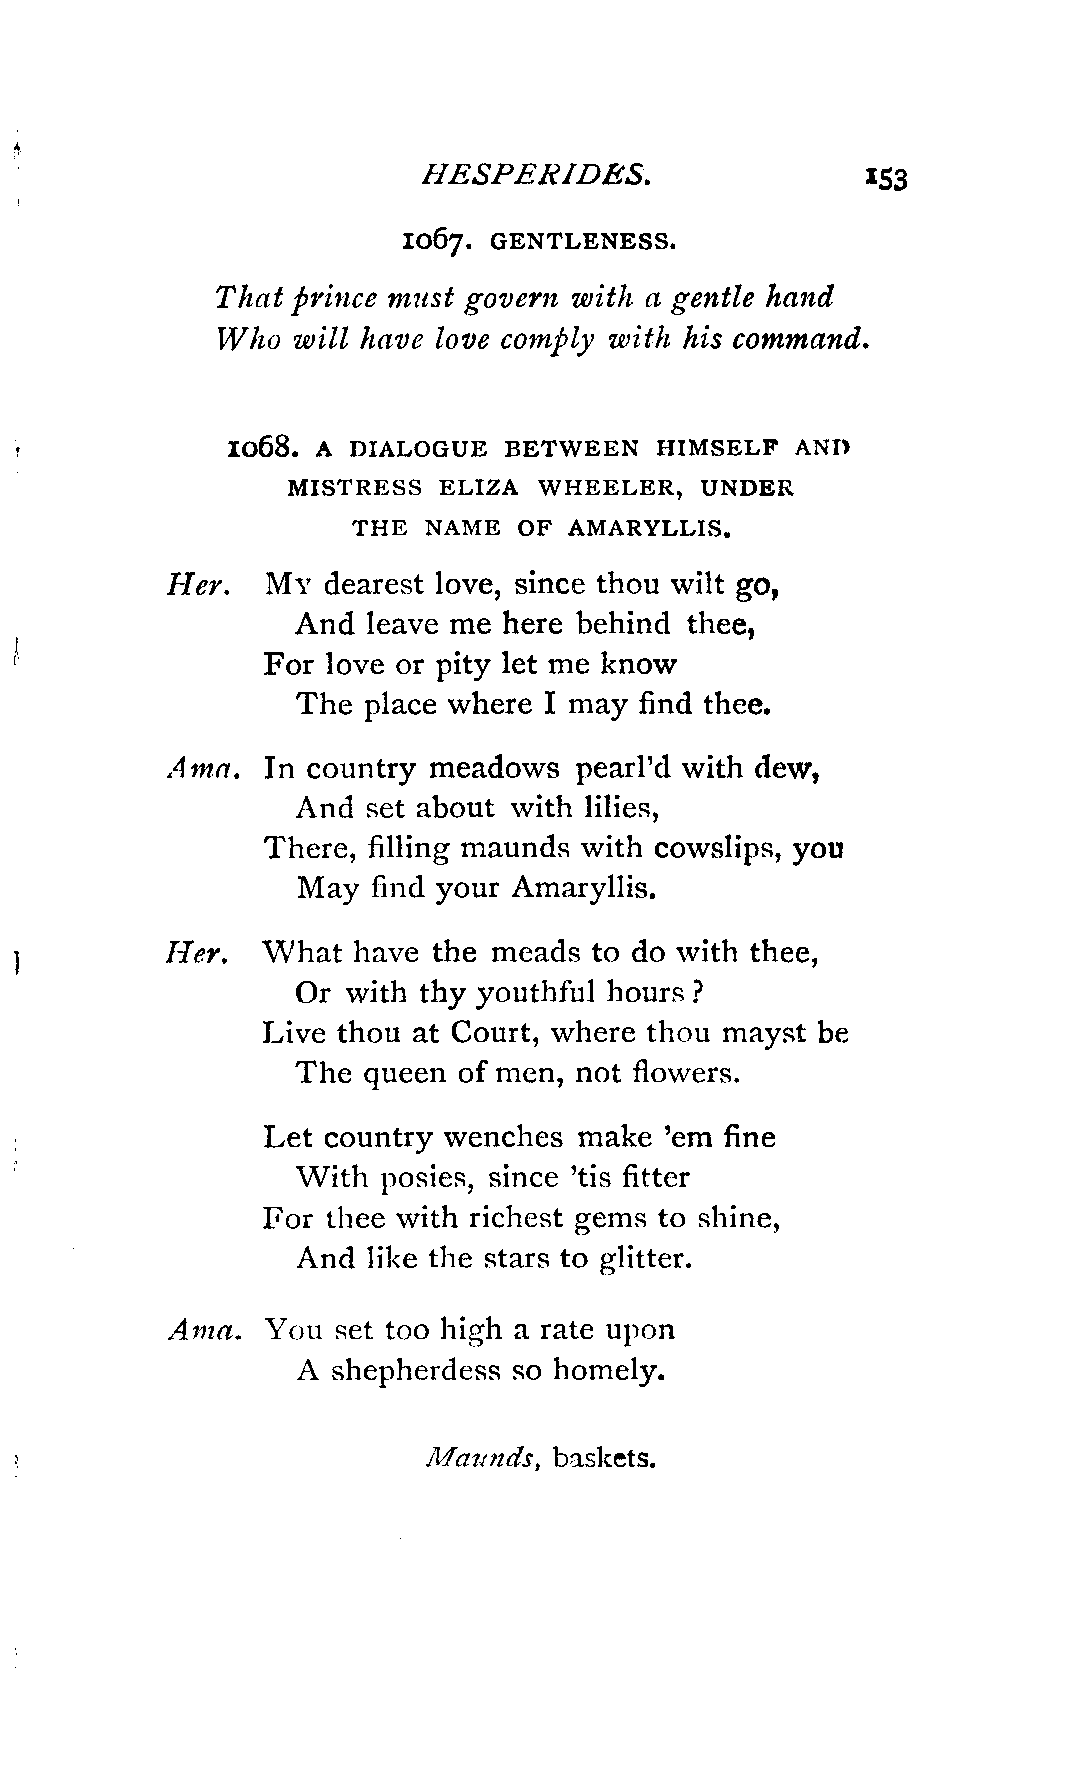 HESPERIDES. 153
1067. GENTLENESS.
That prince must govern with a gentle hand
Who will have love comply with his command.
1068. A DIALOGUE BETWEEN HIMSELF AND
MISTRESS ELIZA WHEELER, UNDER
THE NAME OF AMARYLLIS.
Her. My dearest love, since thou wilt go,
And leave me here behind thee,
For love or pity let me know
The place where I may find thee.
Ama. In country meadows pearl'd with dew,
And set about with lilies,
There, filling maunds with cowslips, you
May find your Amaryllis.
Her. What have the meads to do with thee,
Or with thy youthful hours?
Live thou at Court, where thou mayst be
The queen of men, not flowers.
Let country wenches make 'em fine
With posies, since 'tis fitter
For thee with richest gems to shine,
And like the stars to glitter.
Ama. You set too high a rate upon
A shepherdess so homely.
Maunds, baskets.